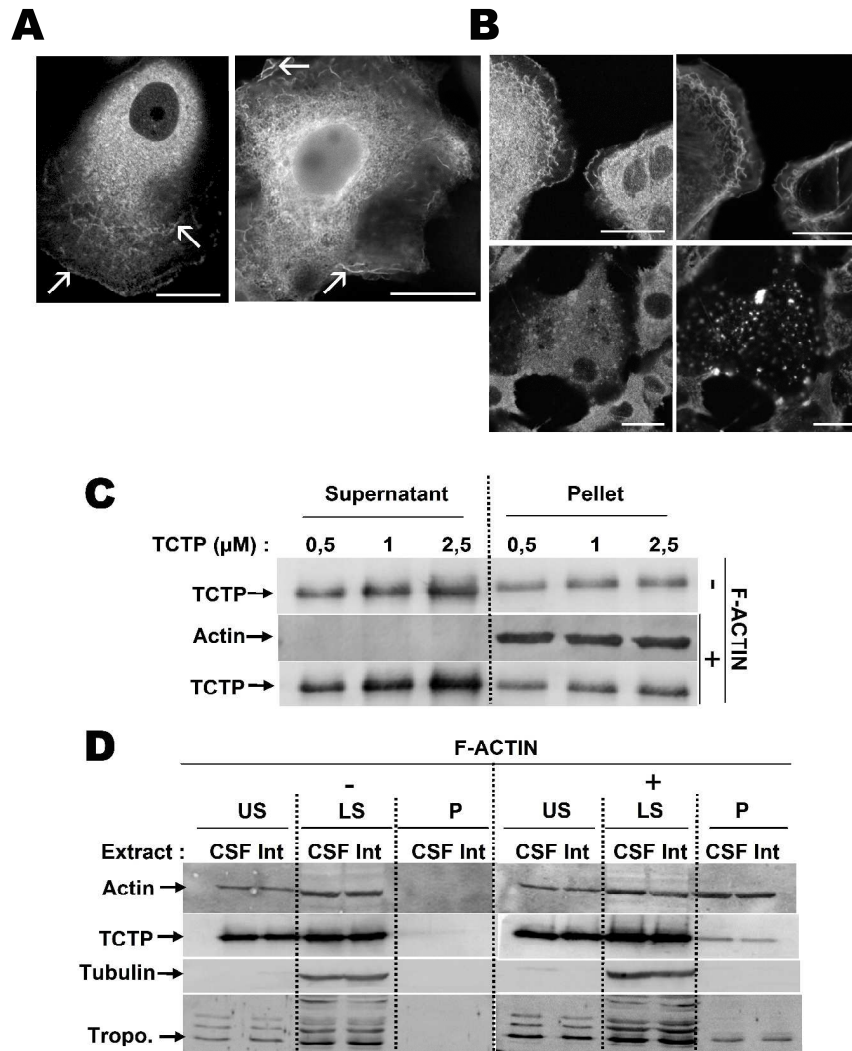 A
B
C
Supernatant Pellet
TCTP (µM) : 0,5 1 2,5 0,5 1 2,5
TCTP -
Actin
TCTP +
F-ACTIN
D
F-ACTIN
- +
US LS P US LS P
Extract : CSF Int CSF Int CSF Int CSF Int CSF Int CSF Int
Actin
TCTP
Tubulin
Tropo.